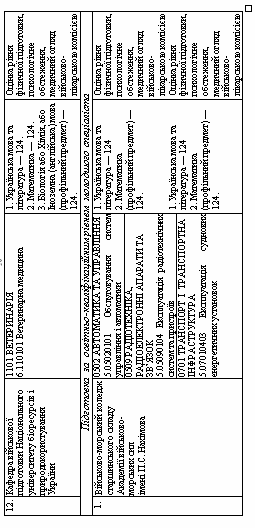 12.
Кафедра військової
підготовки Національного
університету біоресурсів і
природокористування
України
1101 ВЕТЕРИНАРІЯ
6.110101 Ветеринарна медицина
1. Українська мова та
література — 124.
2. Математика — 124.
3. Біологія або Хімія, або
Іноземна (англійська) мова
(профільний предмет) —
124.
Оцінка рівня
фізичної підготовки,
психологічне
обстеження,
медичний огляд
військово-
лікарською комісією
Підготовка за освітньо-кваліфікаційним рівнем молодшого спеціаліста
1.
Військово-морський коледж
старшинського складу
Академії військово-
морських сил
імені П.С. Нахімова
0502 АВТОМАТИКА ТА УПРАВЛІННЯ
5.05020101 Обслуговування систем
управління і автоматики
0509 РАДІОТЕХНІКА,
РАДІОЕЛЕКТРОННІ АПАРАТИ ТА
ЗВ'ЯЗОК
5.05090104 Експлуатація радіотехнічних
систем та пристроїв
1. Українська мова та
література — 124.
2. Математика
(профільний предмет) —
124.
Оцінка рівня
фізичної підготовки,
психологічне
обстеження,
медичний огляд
військово-
лікарською комісією
0701 ТРАНСПОРТ І ТРАНСПОРТНА
ІНФРАСТРУКТУРА
5.07010403 Експлуатація суднових
енергетичних установок
1. Українська мова та
література — 124.
2. Математика
(профільний предмет) —
124.
Оцінка рівня
фізичної підготовки,
психологічне
обстеження,
медичний огляд
військово-
лікарською комісією